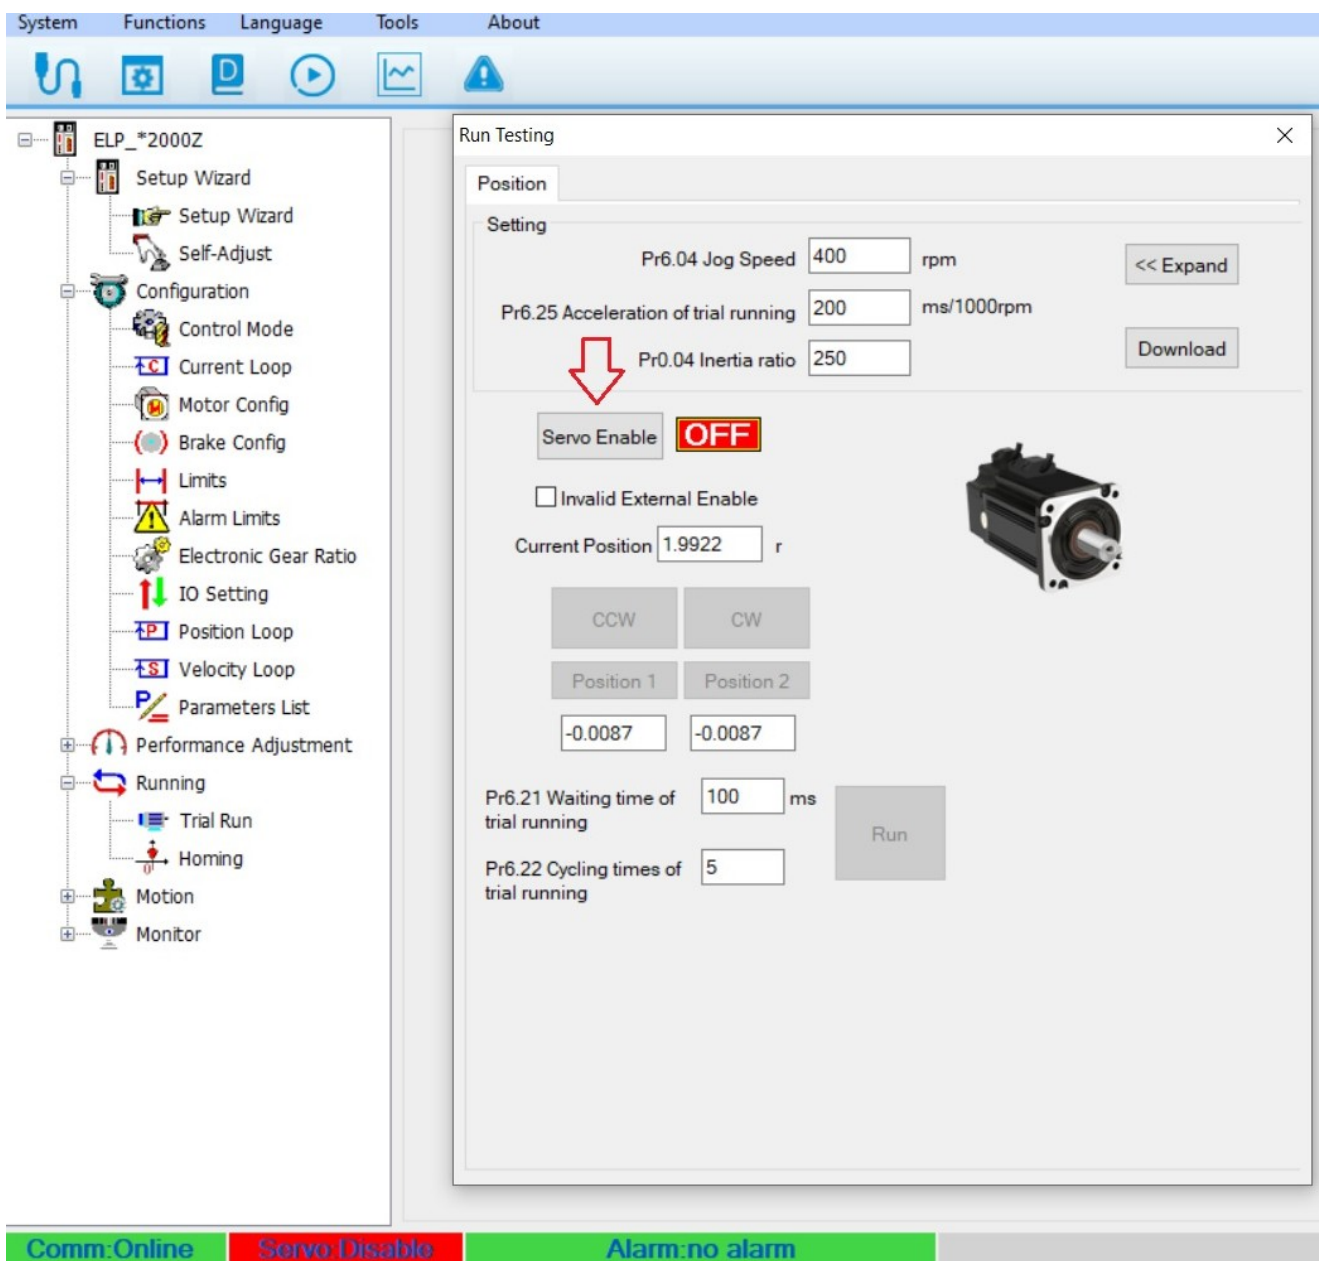 System Functions Language Tools About
D
ELP_*2000Z
Setup Wizard
Setup Wizard
Self-Adjust
Configuration
Control Mode
C Current Loop
M Motor Config
Brake Config
Limits
Alarm Limits
Electronic Gear Ratio
IO Setting
P Position Loop
S Velocity Loop
P Parameters List
Performance Adjustment
Running
Trial Run
0 Homing
Motion
Monitor
Run Testing
Position
Setting
Pr6.04 Jog Speed 400 rpm
<< Expand
Pr6.25 Acceleration of trial running 200 ms/1000rpm
Pr0.04 Inertia ratio 250
Download
Servo Enable OFF
Invalid External Enable
Current Position 1.9922 r
CCW CW
Position 1 Position 2
-0.0087 -0.0087
Pr6.21 Waiting time of 100 ms
trial running
Run
Pr6.22 Cycling times of 5
trial running
Comm:Online Servo Disable Alarm:no alarm